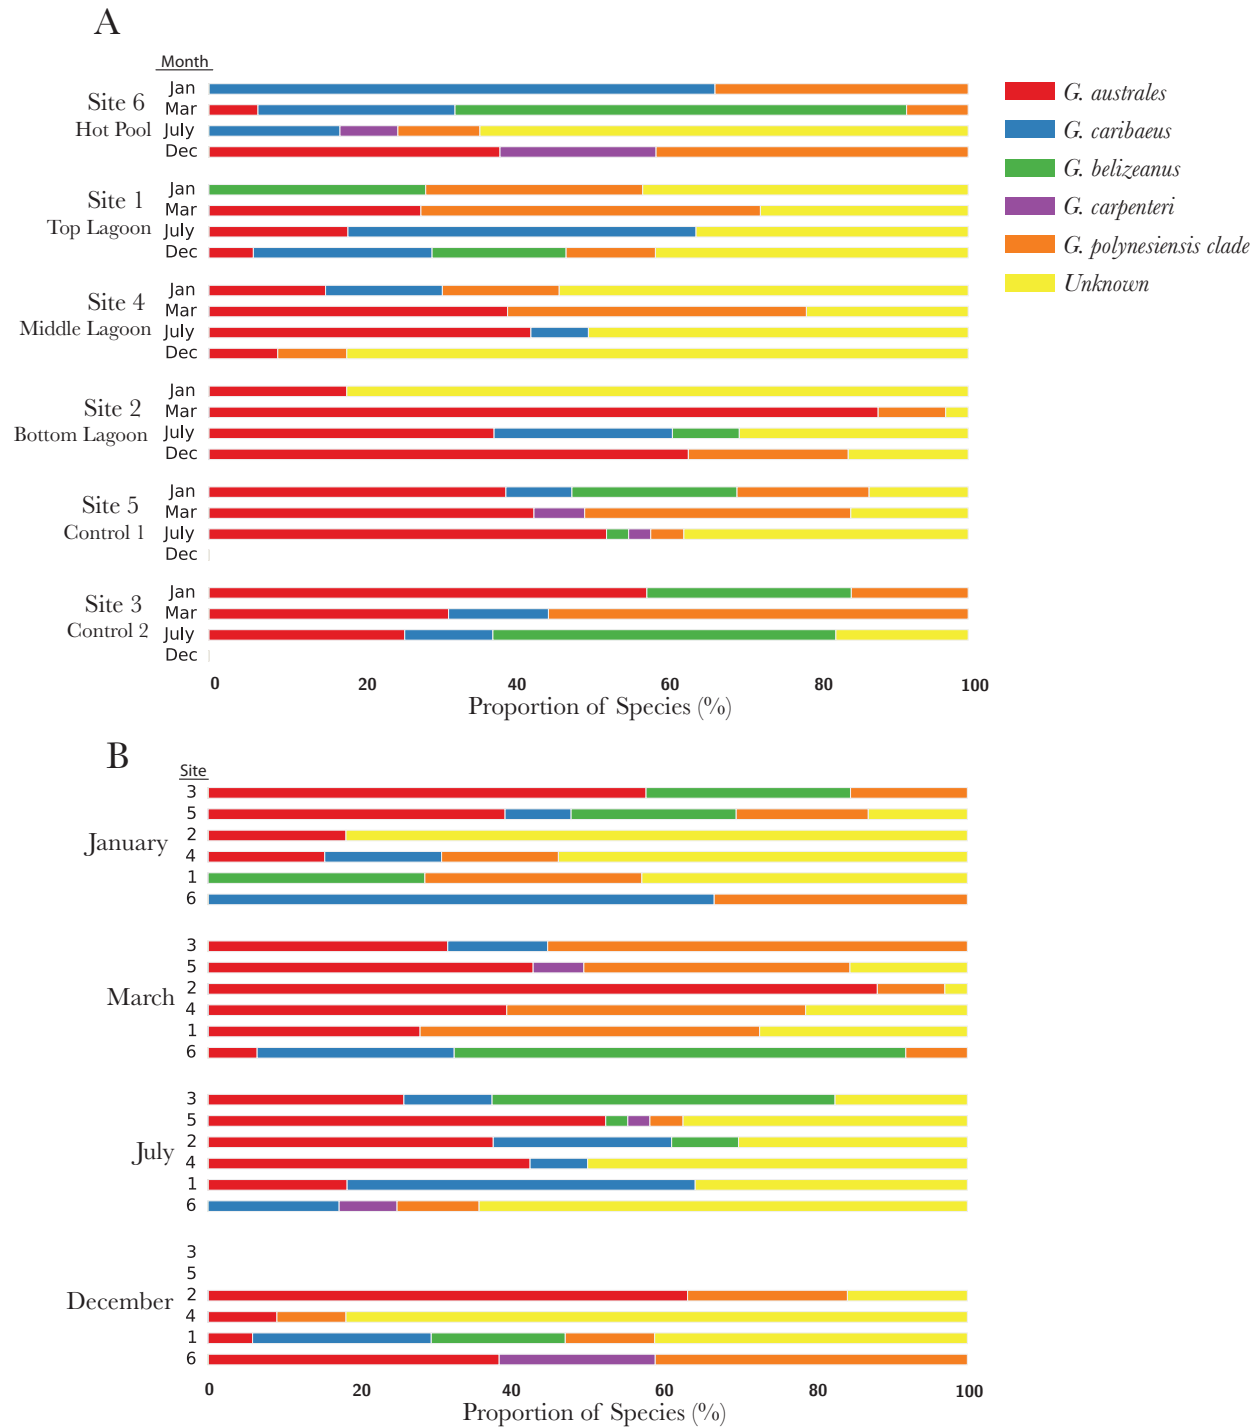 A
Month
Site 6
Hot Pool
Jan
Mar
July
Dec
Site 1
Top Lagoon
Jan
Mar
July
Dec
Site 4
Middle Lagoon
Jan
Mar
July
Dec
Site 2
Bottom Lagoon
Jan
Mar
July
Dec
Site 5
Control 1
Jan
Mar
July
Dec
Site 3
Control 2
Jan
Mar
July
Dec
0 20 40 60 80 100
Proportion of Species (%)
G. australes
G. caribaeus
G. belizeanus
G. carpenteri
G. polynesiensis clade
Unknown
B
Site
January
3
5
2
4
1
6
March
3
5
2
4
1
6
July
3
5
2
4
1
6
December
3
5
2
4
1
6
0 20 40 60 80 100
Proportion of Species (%)